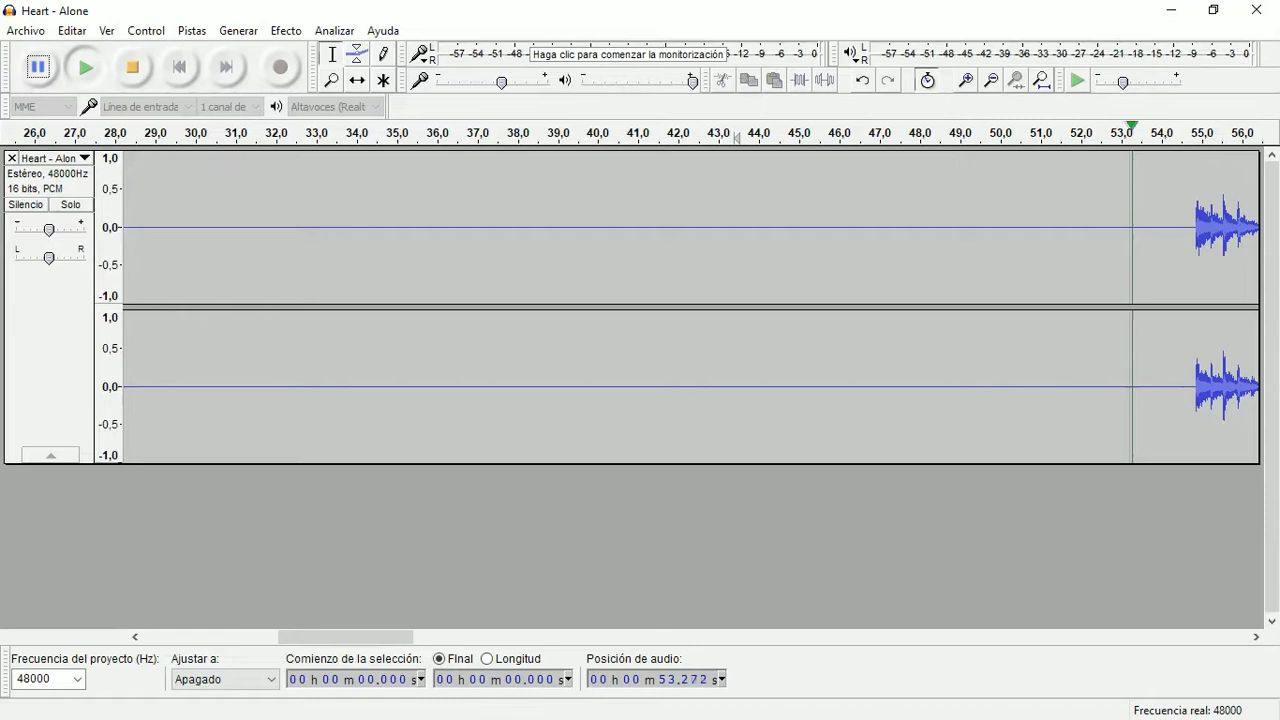 Heart - Alone
Archivo Editar Ver Control Pistas Generar Efecto Analizar Ayuda
L R -57 -54 -51 -48 Haga clic para comenzar la monitorización -12 -9 -6 -3 0
L R -57 -54 -51 -48 -45 -42 -39 -36 -33 -30 -27 -24 -21 -18 -15 -12 -9 -6 -3 0
MME Línea de entrada 1 canal de Altavoces (Realt
26,0 27,0 28,0 29,0 30,0 31,0 32,0 33,0 34,0 35,0 36,0 37,0 38,0 39,0 40,0 41,0 42,0 43,0 44,0 45,0 46,0 47,0 48,0 49,0 50,0 51,0 52,0 53,0 54,0 55,0 56,0
Heart - Alon
Estéreo, 48000Hz
16 bits, PCM
Silencio Solo
- +
L R
1,0
0,5
0,0
-0,5
-1,0
1,0
0,5
0,0
-0,5
-1,0
Frecuencia del proyecto (Hz): Ajustar a: Comienzo de la selección: FInal Longitud Posición de audio:
48000 Apagado 00 h 00 m 00.000 s 00 h 00 m 00.000 s 00 h 00 m 53.272 s
Frecuencia real: 48000